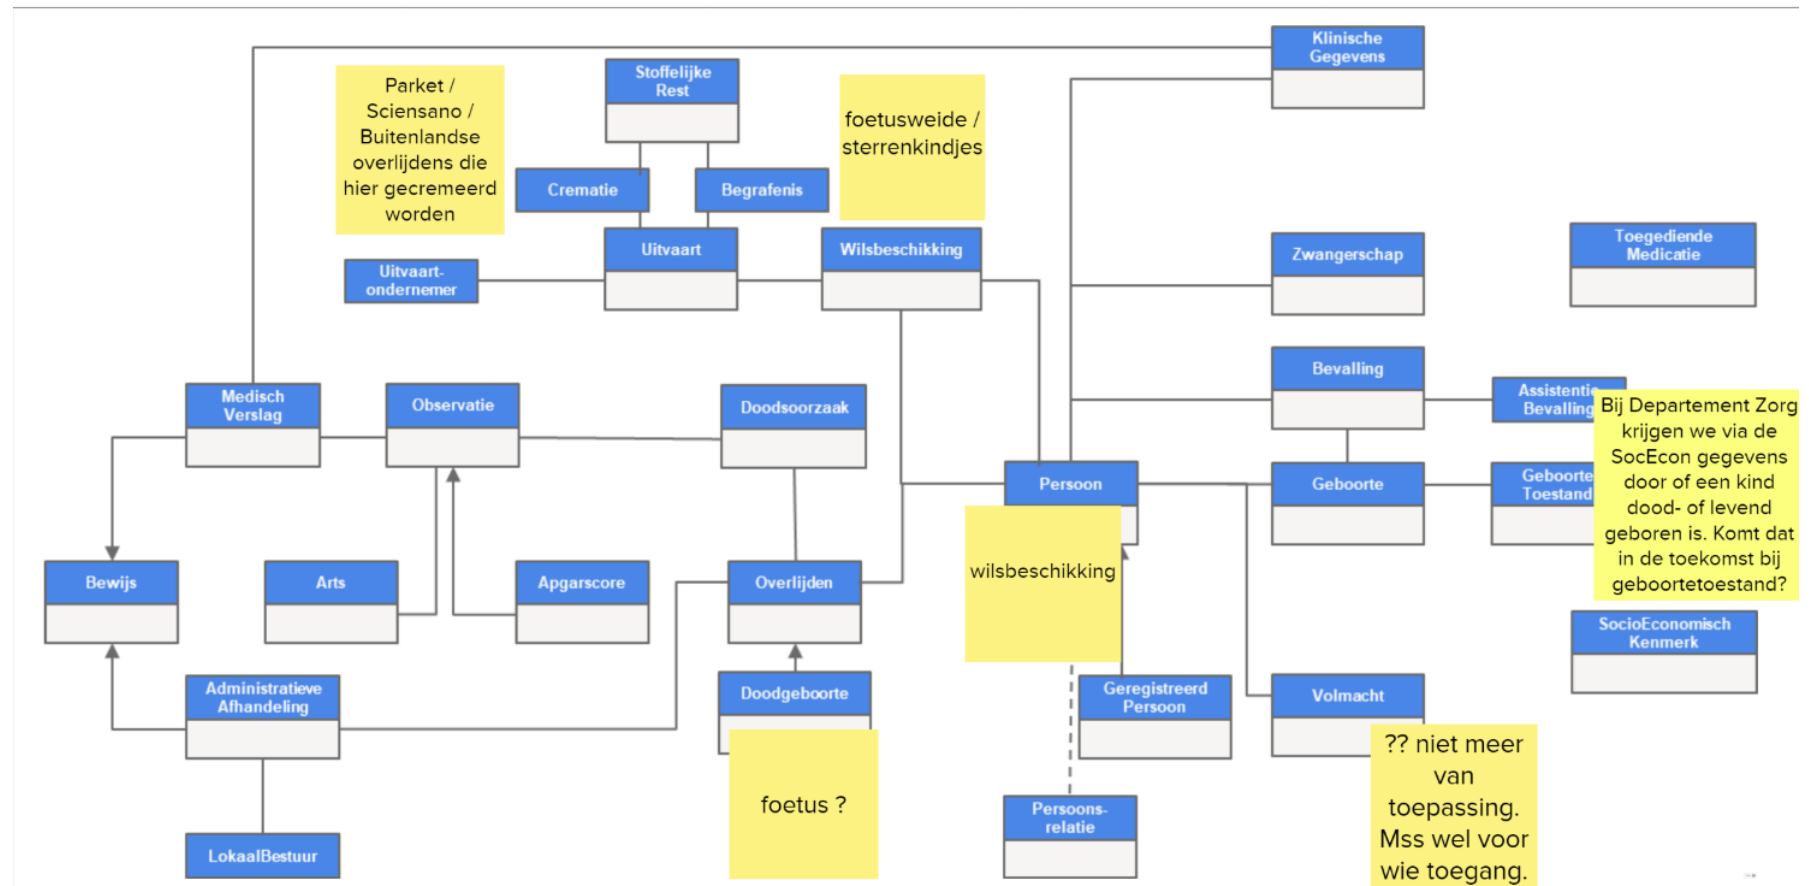 Klinische
Gegevens
Stoffelijke
Rest
Parket /
Sciensano /
Buitenlandse
overlijdens die
hier gecremeerd
worden
foetusweide /
sterrenkindjes
Crematie
Begrafenis
Uitvaart
Wilsbeschikking
Uitvaart-
ondernemer
Zwangerschap
Toegediende
Medicatie
Bevalling
Assistentie
Bevalling
Medisch
Verslag
Observatie
Doodsoorzaak
Bij Departement Zorg
krijgen we via de
SocEcon gegevens
door of een kind
dood- of levend
geboren is. Komt dat
in de toekomst bij
geboortetoestand?
Persoon
Geboorte
Geboorte
Toestand
wilsbeschikking
Bewijs
Arts
Apgarscore
Overlijden
SocioEconomisch
Kenmerk
Administratieve
Afhandeling
Doodgeboorte
Geregistreerd
Persoon
Volmacht
foetus ?
?? niet meer
van
toepassing.
Mss wel voor
wie toegang.
Persoons-
relatie
LokaalBestuur